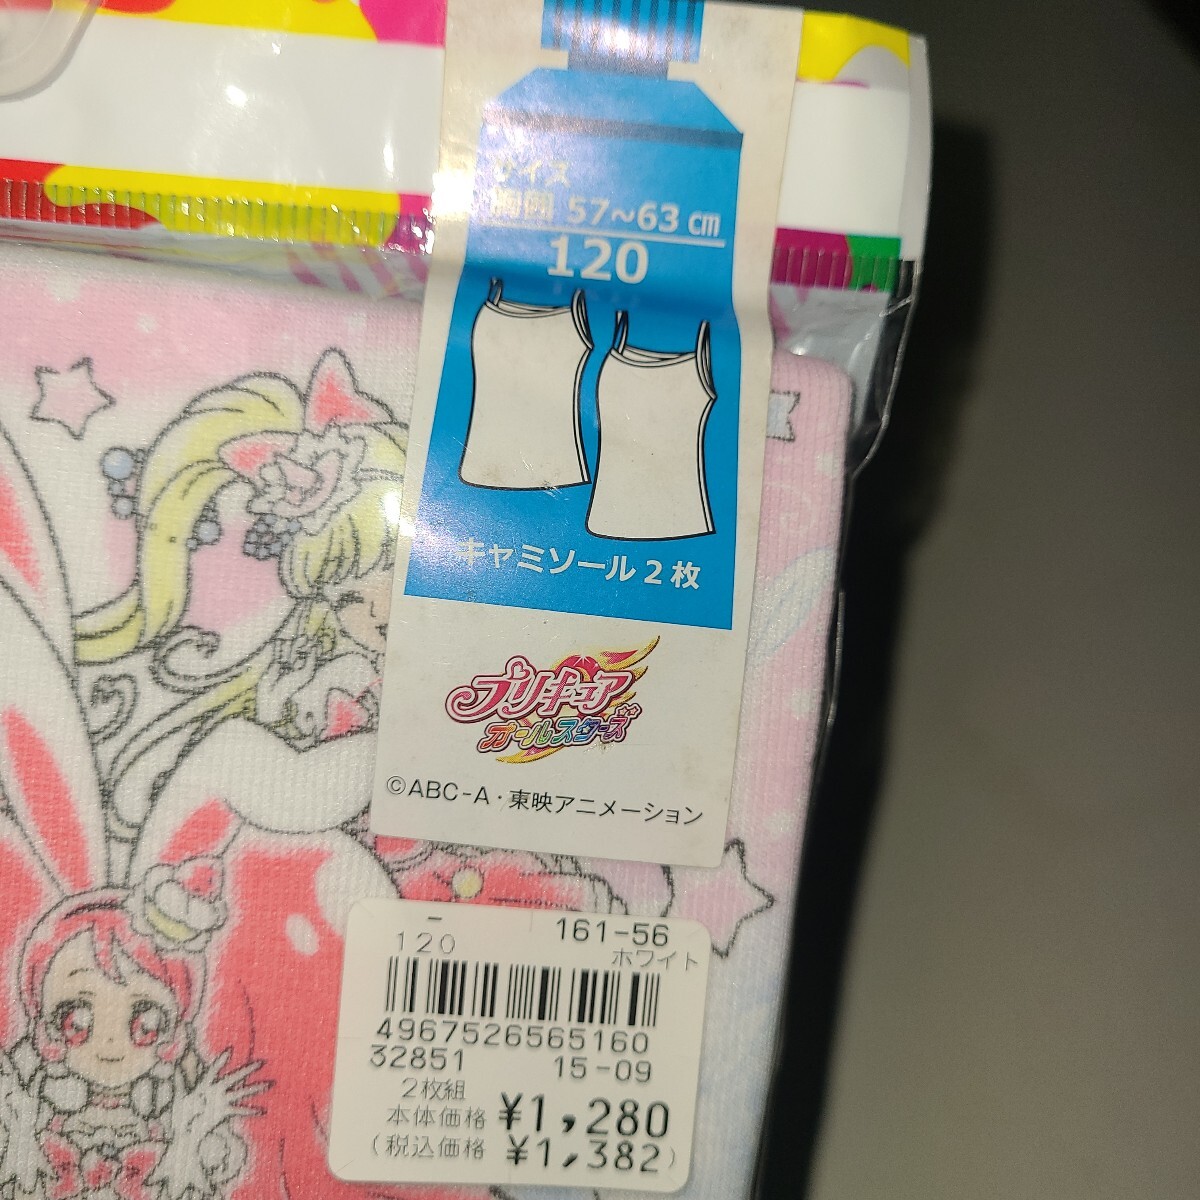 サイズ
胸囲 57~63cm
120
キャミソール2枚
プリキュア
オールスターズ
©ABC-A・東映アニメーション
- 161-56
120 ホワイト
4967526565160
32851 15-09
2枚組
本体価格 ¥1,280
(税込価格 ¥1,382)